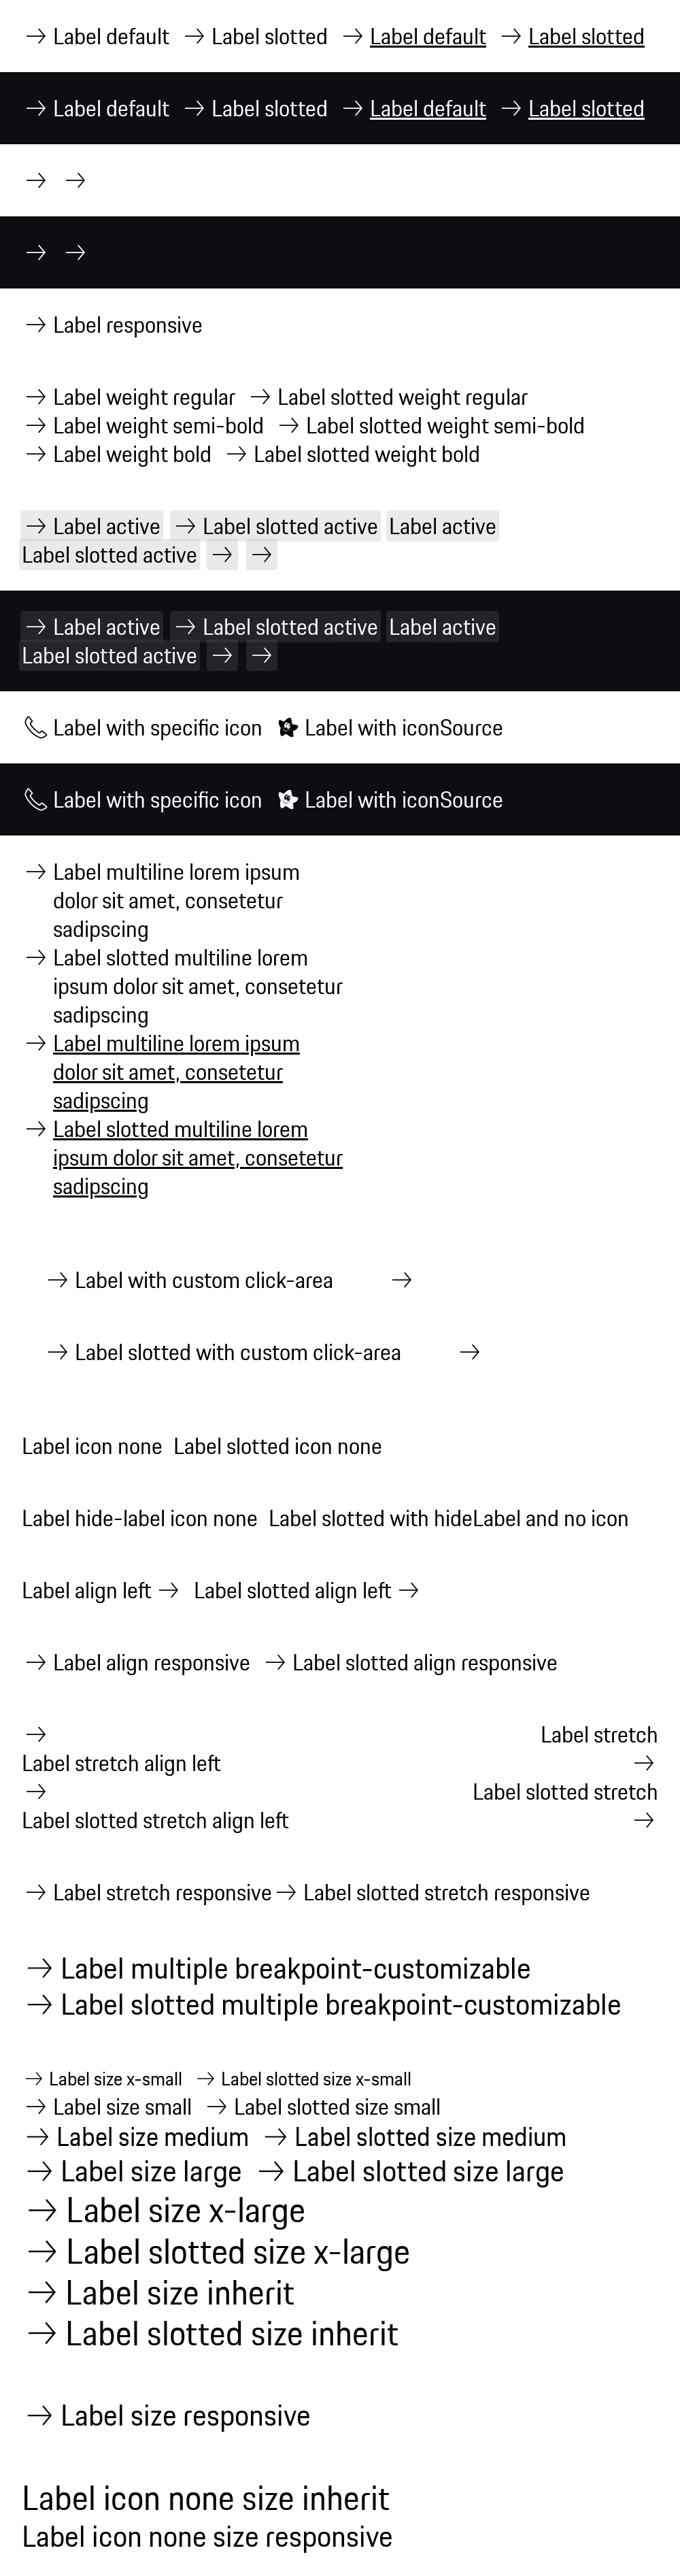 → Label default → Label slotted → Label default → Label slotted
→ Label default → Label slotted → Label default → Label slotted
→ →
→ →
→ Label responsive
→ Label weight regular → Label slotted weight regular
→ Label weight semi-bold → Label slotted weight semi-bold
→ Label weight bold → Label slotted weight bold
→ Label active → Label slotted active Label active
Label slotted active → →
→ Label active → Label slotted active Label active
Label slotted active → →
Label with specific icon Label with iconSource
Label with specific icon Label with iconSource
→ Label multiline lorem ipsum
dolor sit amet, consetetur
sadipscing
→ Label slotted multiline lorem
ipsum dolor sit amet, consetetur
sadipscing
→ Label multiline lorem ipsum
dolor sit amet, consetetur
sadipscing
→ Label slotted multiline lorem
ipsum dolor sit amet, consetetur
sadipscing
→ Label with custom click-area →
→ Label slotted with custom click-area →
Label icon none Label slotted icon none
Label hide-label icon none Label slotted with hideLabel and no icon
Label align left → Label slotted align left →
→ Label align responsive → Label slotted align responsive
→ Label stretch
Label stretch align left →
→ Label slotted stretch
Label slotted stretch align left →
→ Label stretch responsive → Label slotted stretch responsive
→ Label multiple breakpoint-customizable
→ Label slotted multiple breakpoint-customizable
→ Label size x-small → Label slotted size x-small
→ Label size small → Label slotted size small
→ Label size medium → Label slotted size medium
→ Label size large → Label slotted size large
→ Label size x-large
→ Label slotted size x-large
→ Label size inherit
→ Label slotted size inherit
→ Label size responsive
Label icon none size inherit
Label icon none size responsive